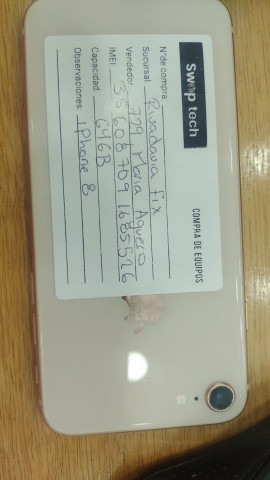 Swap tech
COMPRA DE EQUIPOS
N° de compra:
Sucursal: Rivadavia Fix
Vendedor: 729 Maria Aguero
IMEI: 356087091685526
Capacidad: 64GB
Observaciones: IPhone 8